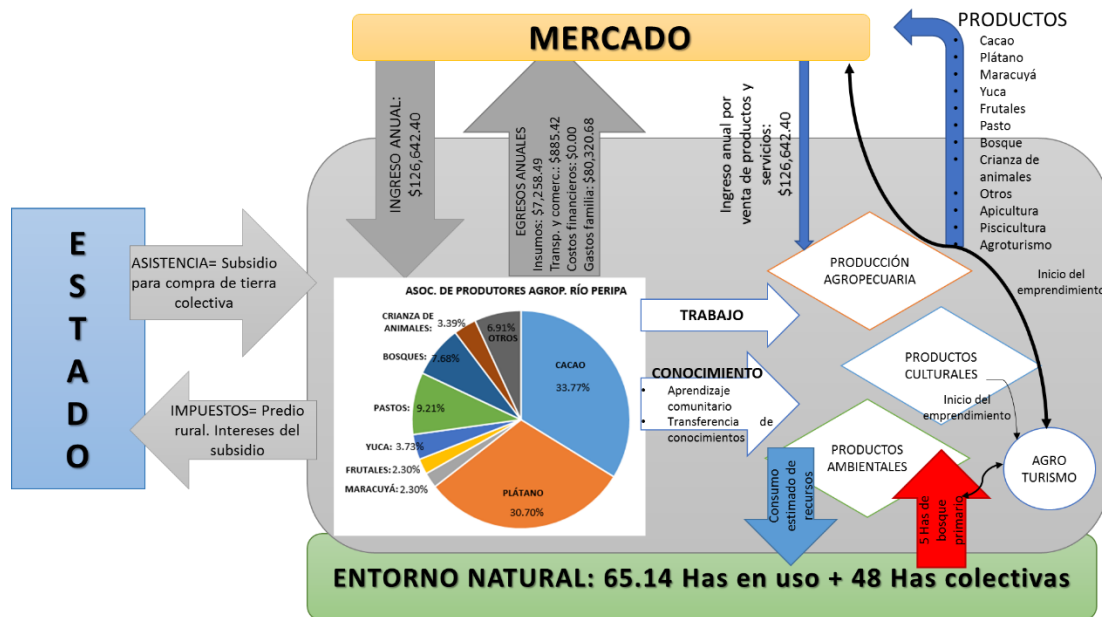 MERCADO
PRODUCTOS
Cacao
Plátano
Maracuyá
Yuca
Frutales
Pasto
Bosque
Crianza de
animales
Otros
Apicultura
Piscicultura
Agroturismo
INGRESO ANUAL:
$126,642.40
EGRESOS ANUALES
Insumos: $7,258.49
Transp. y comerc.: $885.42
Costos financieros: $0.00
Gastos familia: $80,320.68
Ingreso anual por
venta de productos y
servicios:
$126,642.40
ESTADO
ASISTENCIA= Subsidio
para compra de tierra
colectiva
IMPUESTOS= Predio
rural. Intereses del
subsidio
ASOC. DE PRODUTORES AGROP. RÍO PERIPA
CRIANZA DE
ANIMALES:
3.39%
6.91%
OTROS
BOSQUES:
7.68%
CACAO
33.77%
PASTOS:
9.21%
YUCA:
3.73%
FRUTALES:
2.30%
MARACUYÁ:
2.30%
PLÁTANO
30.70%
TRABAJO
CONOCIMIENTO
Aprendizaje
comunitario
Transferencia de
conocimientos
PRODUCCIÓN
AGROPECUARIA
Inicio del
emprendimiento
PRODUCTOS
CULTURALES
Inicio del
emprendimiento
PRODUCTOS
AMBIENTALES
AGRO
TURISMO
Consumo
estimado de
recursos
5 Has de
bosque
primario
ENTORNO NATURAL: 65.14 Has en uso + 48 Has colectivas